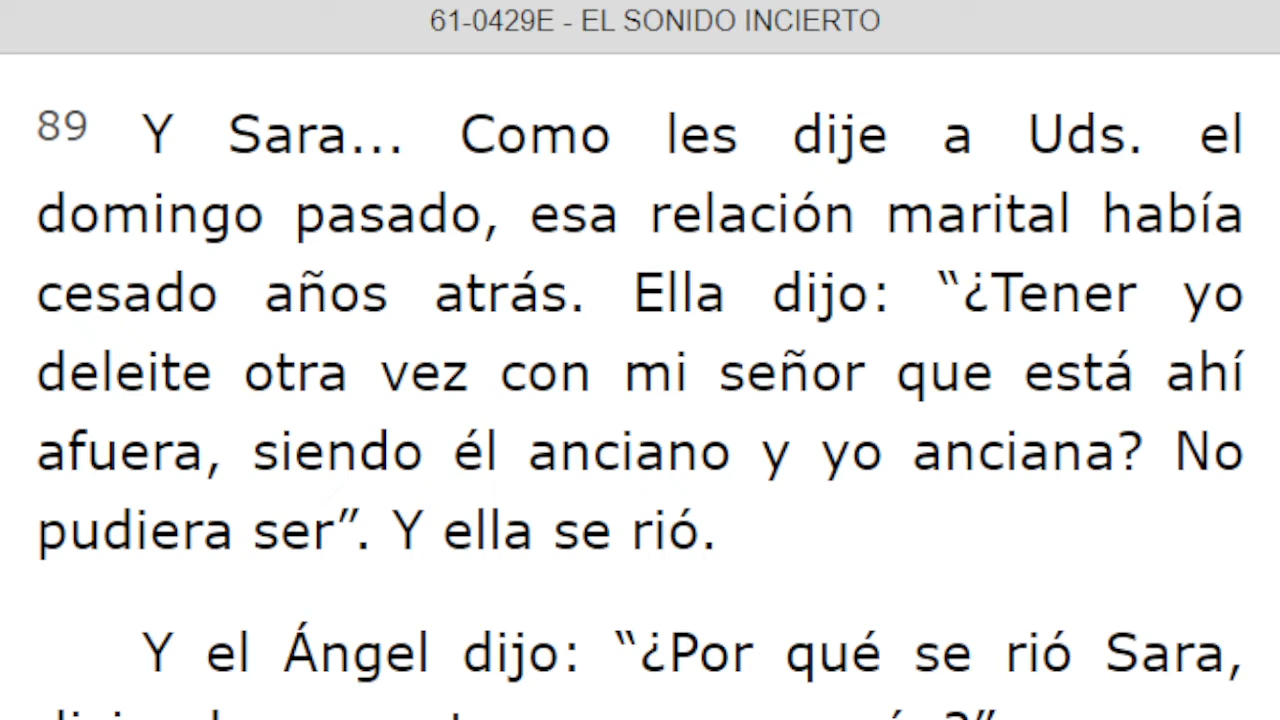 61-0429E - EL SONIDO INCIERTO
89 Y Sara... Como les dije a Uds. el
domingo pasado, esa relación marital había
cesado años atrás. Ella dijo: “¿Tener yo
deleite otra vez con mi señor que está ahí
afuera, siendo él anciano y yo anciana? No
pudiera ser”. Y ella se rió.
Y el Ángel dijo: “¿Por qué se rió Sara,